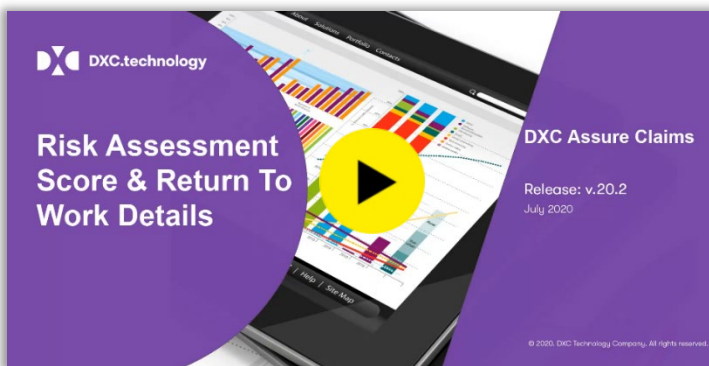 DXC.technology
Risk Assessment
Score & Return To
Work Details
About Solutions Portfolio Contacts
Help | Site Map
DXC Assure Claims
Release: v.20.2
July 2020
© 2020. DXC Technology Company. All rights reserved.